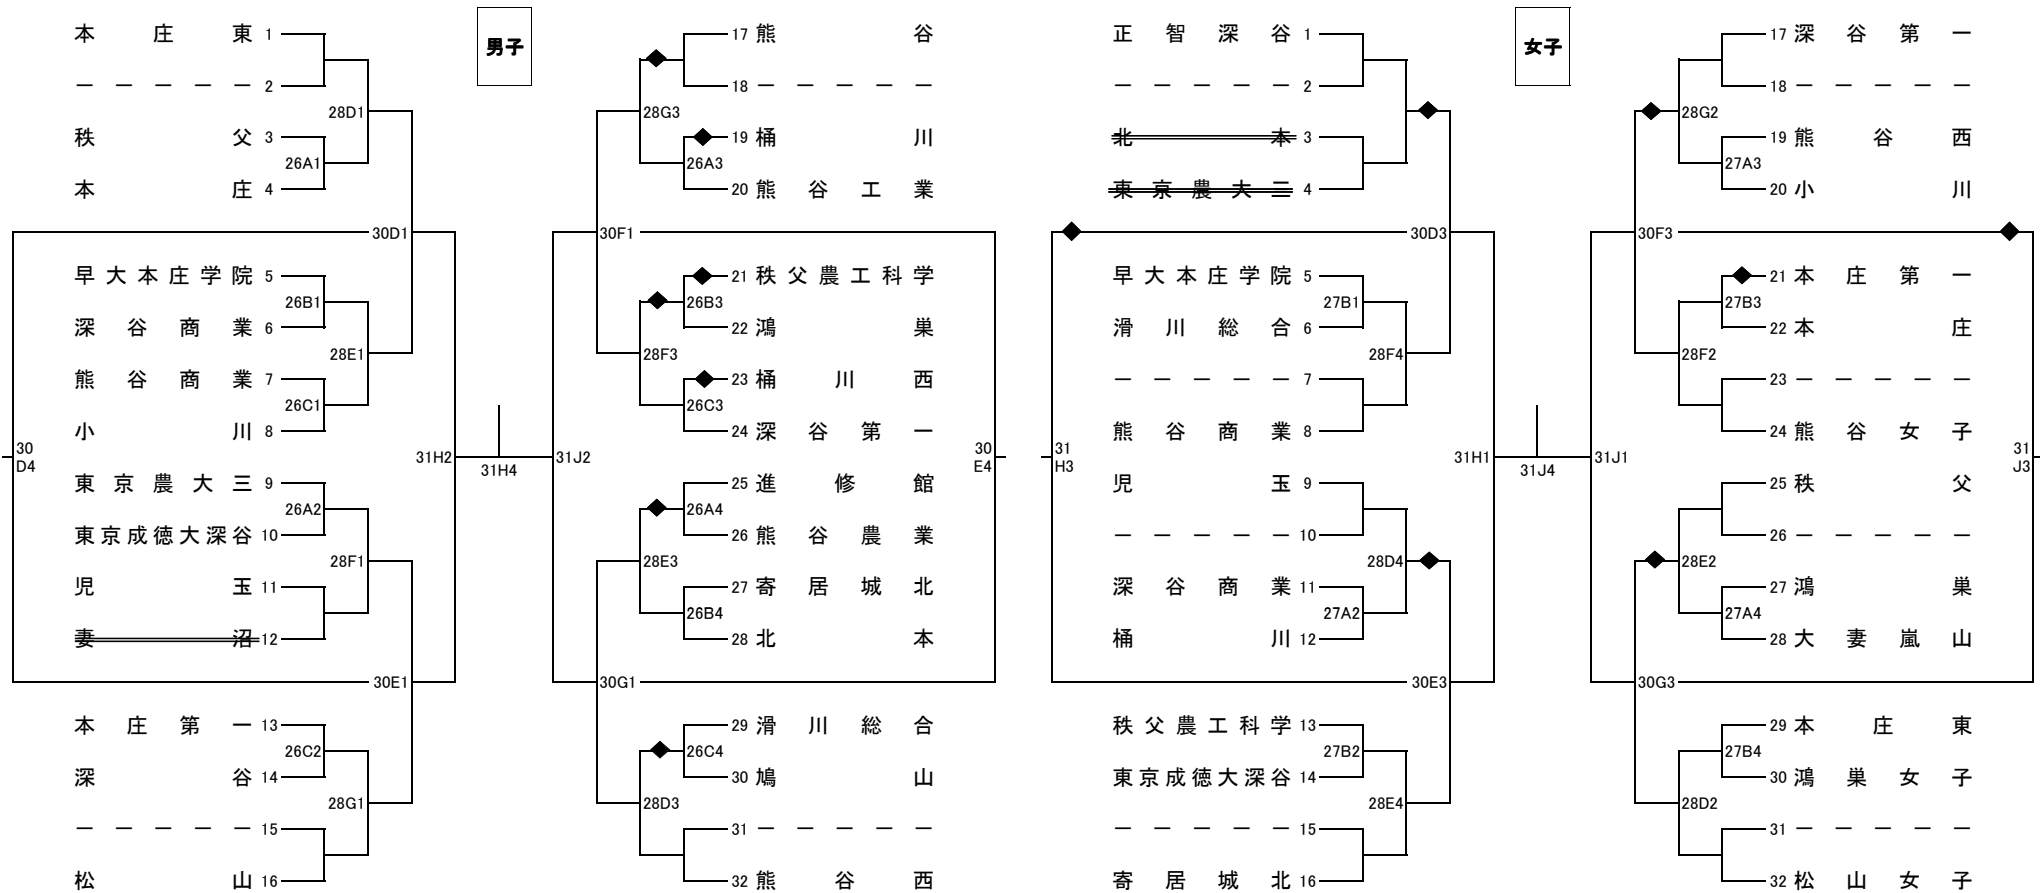 男子
本庄東 1
－－－－－ 2
28D1
秩父 3
26A1
本庄 4
30D1
早大本庄学院 5
26B1
深谷商業 6
28E1
熊谷商業 7
26C1
小川 8
30
D4
31H2
31H4
東京農大三 9
26A2
東京成徳大深谷 10
28F1
児玉 11
妻沼 12
30E1
本庄第一 13
26C2
深谷 14
28G1
－－－－－ 15
松山 16
17 熊谷
18 －－－－－
28G3
19 桶川
26A3
20 熊谷工業
30F1
21 秩父農工科学
26B3
22 鴻巣
28F3
23 桶川西
26C3
24 深谷第一
31J2
30
E4
25 進修館
26A4
26 熊谷農業
28E3
27 寄居城北
26B4
28 北本
30G1
29 滑川総合
26C4
30 鳩山
28D3
31 －－－－－
32 熊谷西
女子
正智深谷 1
－－－－－ 2
北本 3
東京農大三 4
30D3
早大本庄学院 5
27B1
滑川総合 6
28F4
－－－－－ 7
熊谷商業 8
31
H3
31H1
31J4
児玉 9
－－－－－ 10
28D4
深谷商業 11
27A2
桶川 12
30E3
秩父農工科学 13
27B2
東京成徳大深谷 14
28E4
－－－－－ 15
寄居城北 16
17 深谷第一
18 －－－－－
28G2
19 熊谷西
27A3
20 小川
30F3
21 本庄第一
27B3
22 本庄
28F2
23 －－－－－
24 熊谷女子
31J1
31
J3
25 秩父
26 －－－－－
28E2
27 鴻巣
27A4
28 大妻嵐山
30G3
29 本庄東
27B4
30 鴻巣女子
28D2
31 －－－－－
32 松山女子